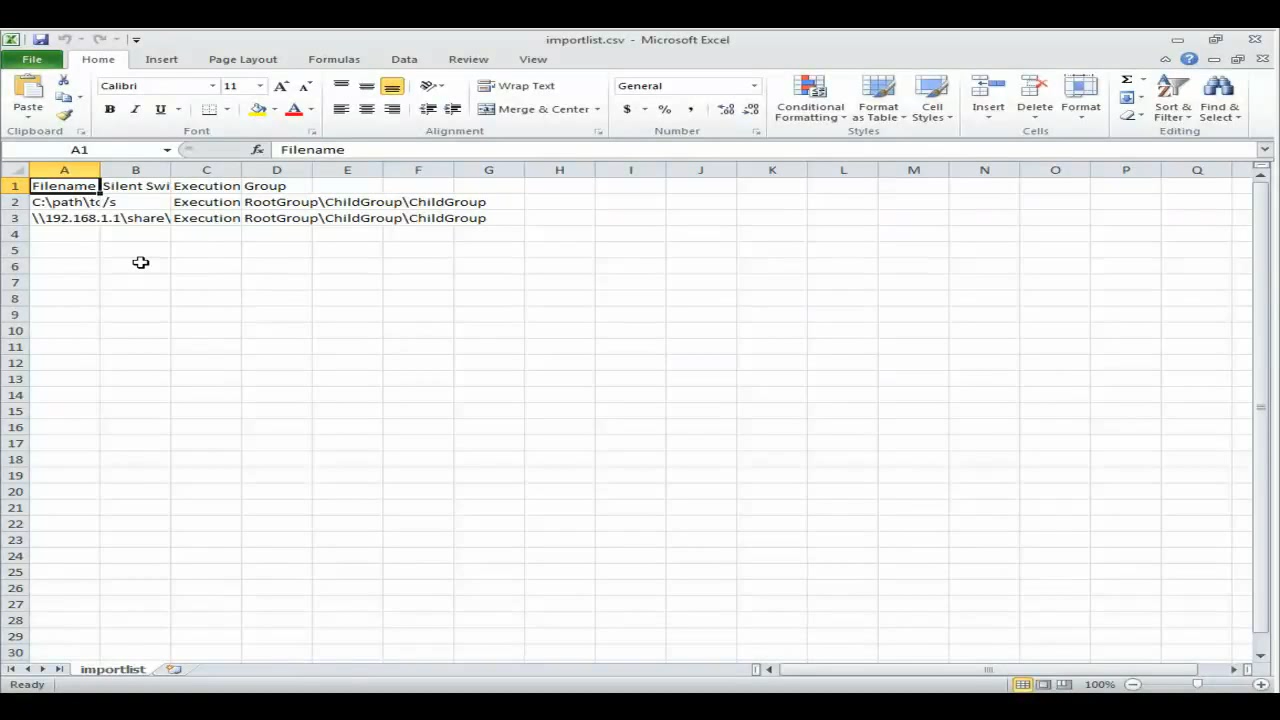 importlist.csv - Microsoft Excel
File Home Insert Page Layout Formulas Data Review View
Calibri 11 Wrap Text General
Paste B I U A Merge & Center $ % , Conditional Formatting Format as Table Cell Styles Insert Delete Format Σ Sort & Filter Find & Select
Clipboard Font Alignment Number Styles Cells Editing
A1 fx Filename
A B C D E F G H I J K L M N O P Q
1 Filename Silent Swi Execution Group
2 C:\path\to /s Execution RootGroup\ChildGroup\ChildGroup
3 \\192.168.1.1\share\ Execution RootGroup\ChildGroup\ChildGroup
4
5
6
7
8
9
10
11
12
13
14
15
16
17
18
19
20
21
22
23
24
25
26
27
28
29
30
importlist
Ready 100%